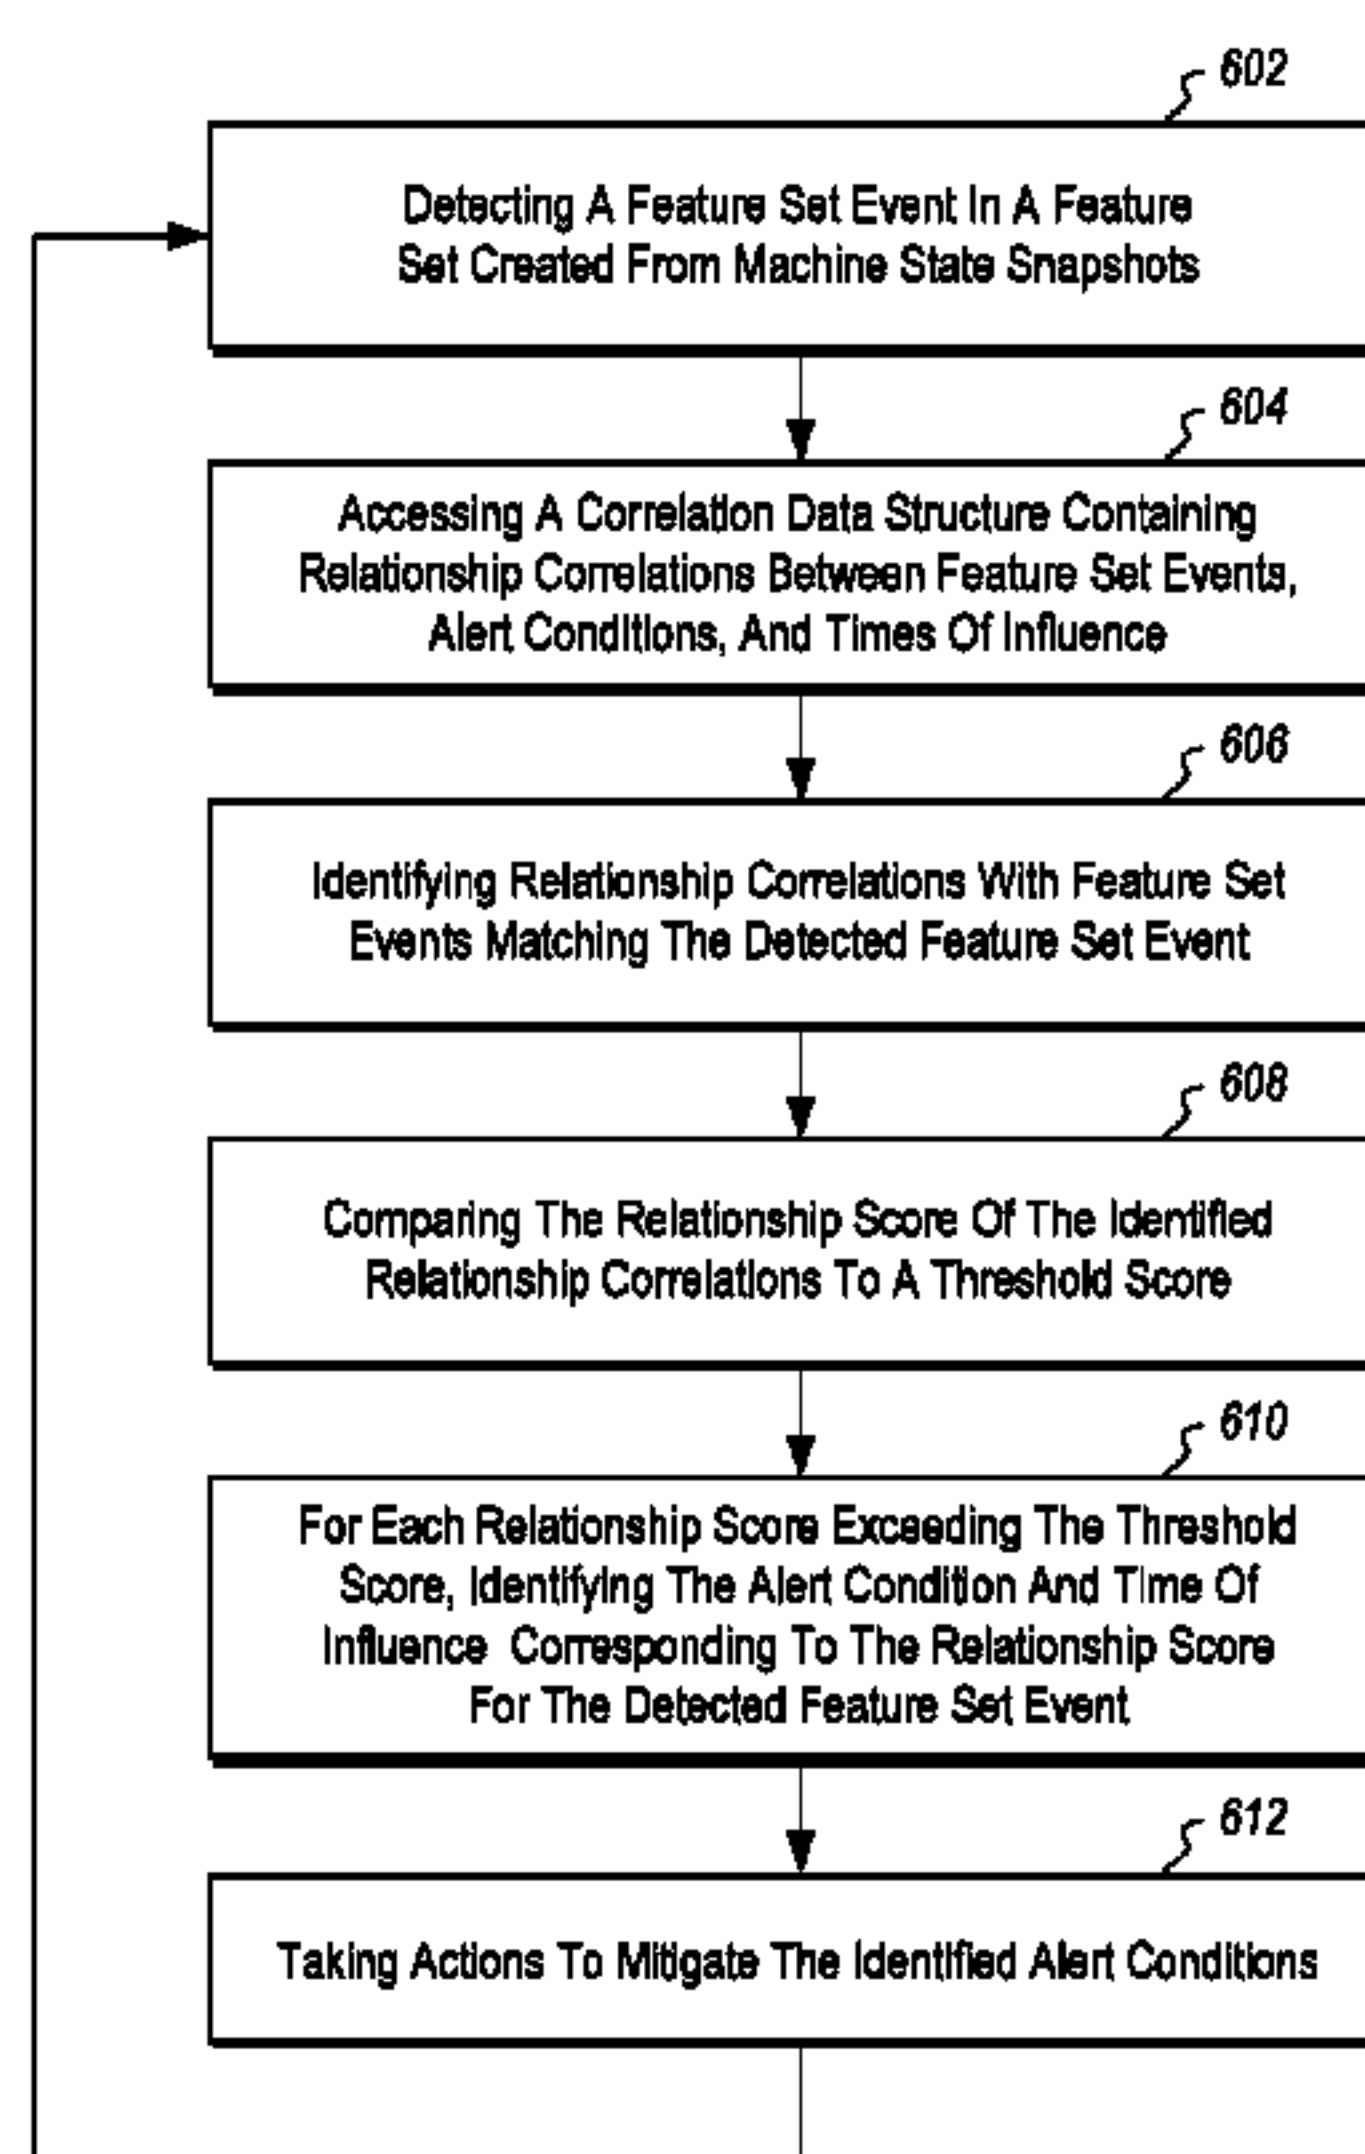 602
Detecting A Feature Set Event In A Feature
Set Created From Machine State Snapshots
604
Accessing A Correlation Data Structure Containing
Relationship Correlations Between Feature Set Events,
Alert Conditions, And Times Of Influence
606
Identifying Relationship Correlations With Feature Set
Events Matching The Detected Feature Set Event
608
Comparing The Relationship Score Of The Identified
Relationship Correlations To A Threshold Score
610
For Each Relationship Score Exceeding The Threshold
Score, Identifying The Alert Condition And Time Of
Influence Corresponding To The Relationship Score
For The Detected Feature Set Event
612
Taking Actions To Mitigate The Identified Alert Conditions